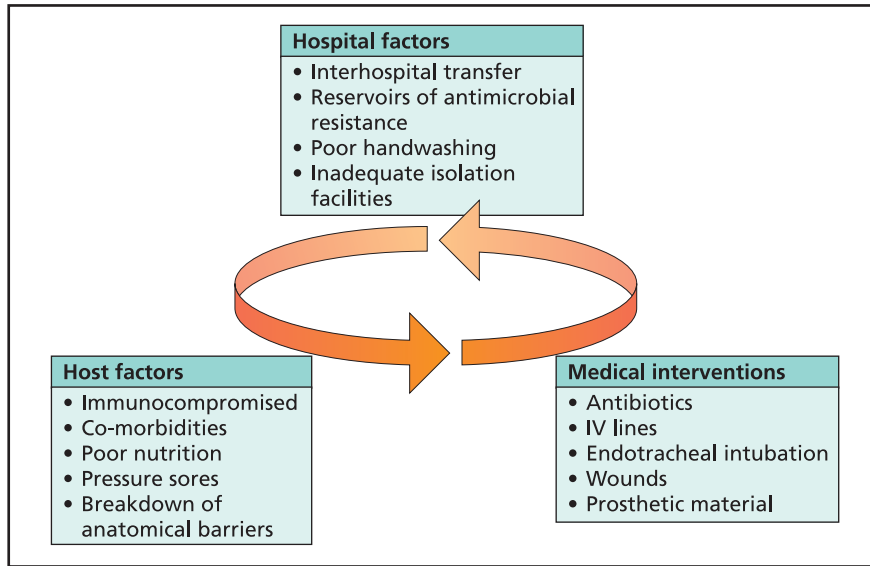 Hospital factors
• Interhospital transfer
• Reservoirs of antimicrobial
resistance
• Poor handwashing
• Inadequate isolation
facilities
Host factors
• Immunocompromised
• Co-morbidities
• Poor nutrition
• Pressure sores
• Breakdown of
anatomical barriers
Medical interventions
• Antibiotics
• IV lines
• Endotracheal intubation
• Wounds
• Prosthetic material